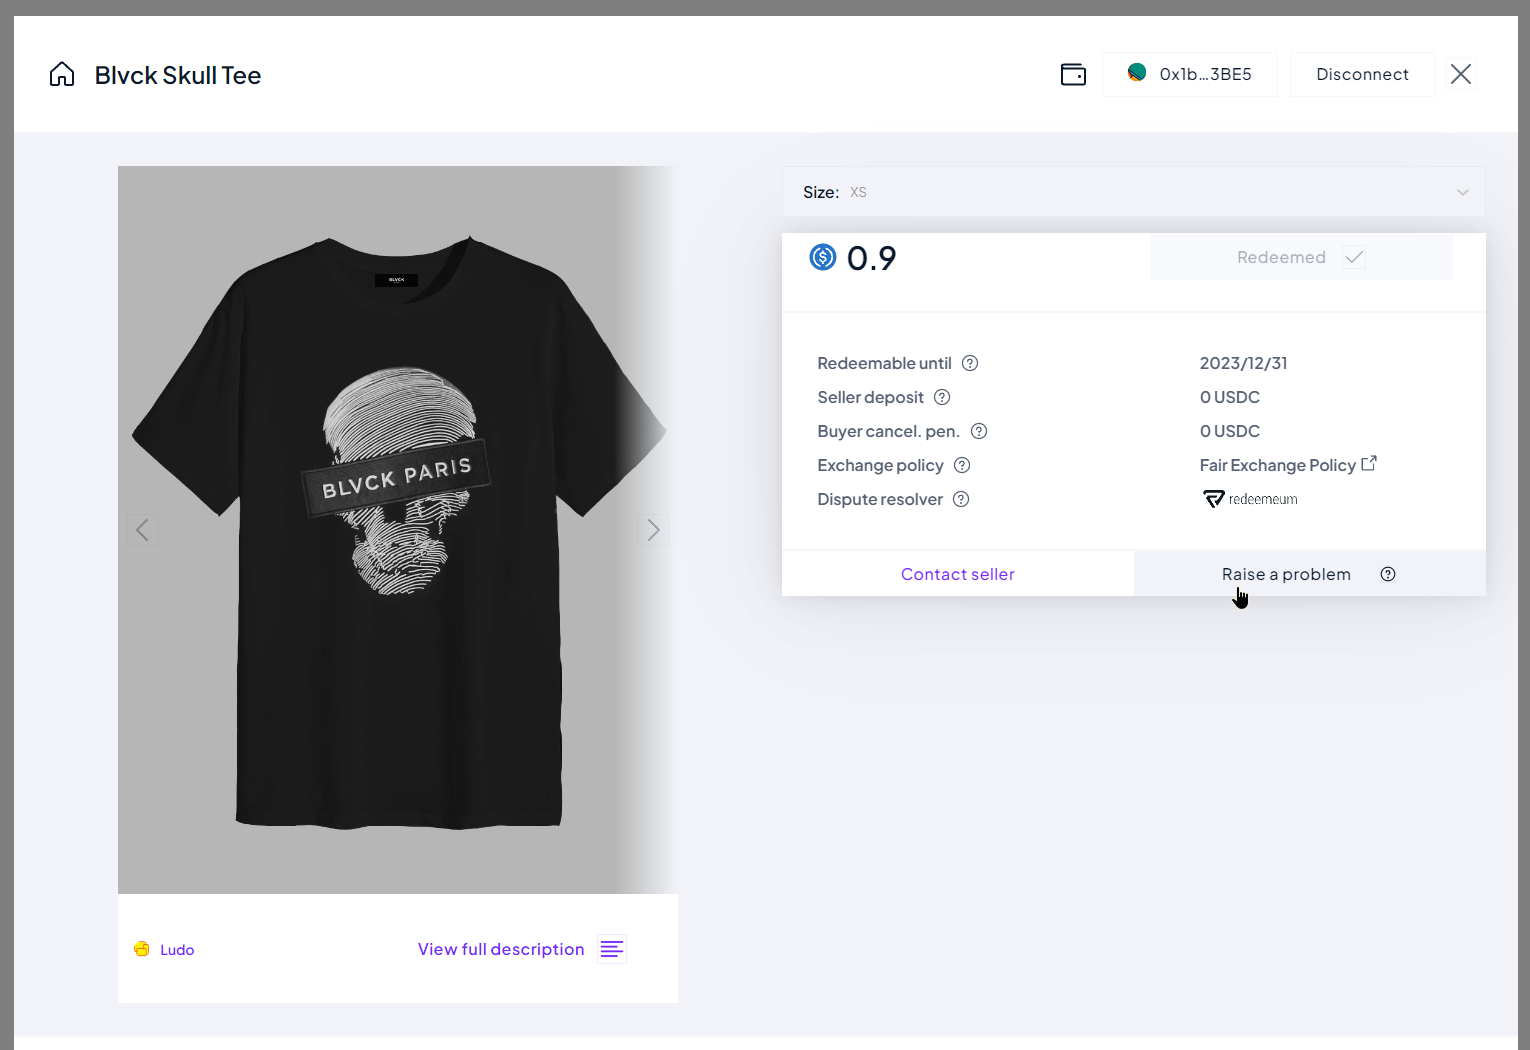 Blvck Skull Tee
0x1b...3BE5
Disconnect
Size: XS
BLVCK
BLVCK PARIS
0.9
Redeemed
Redeemable until
2023/12/31
Seller deposit
0 USDC
Buyer cancel. pen.
0 USDC
Exchange policy
Fair Exchange Policy
Dispute resolver
redeemeum
Contact seller
Raise a problem
Ludo
View full description